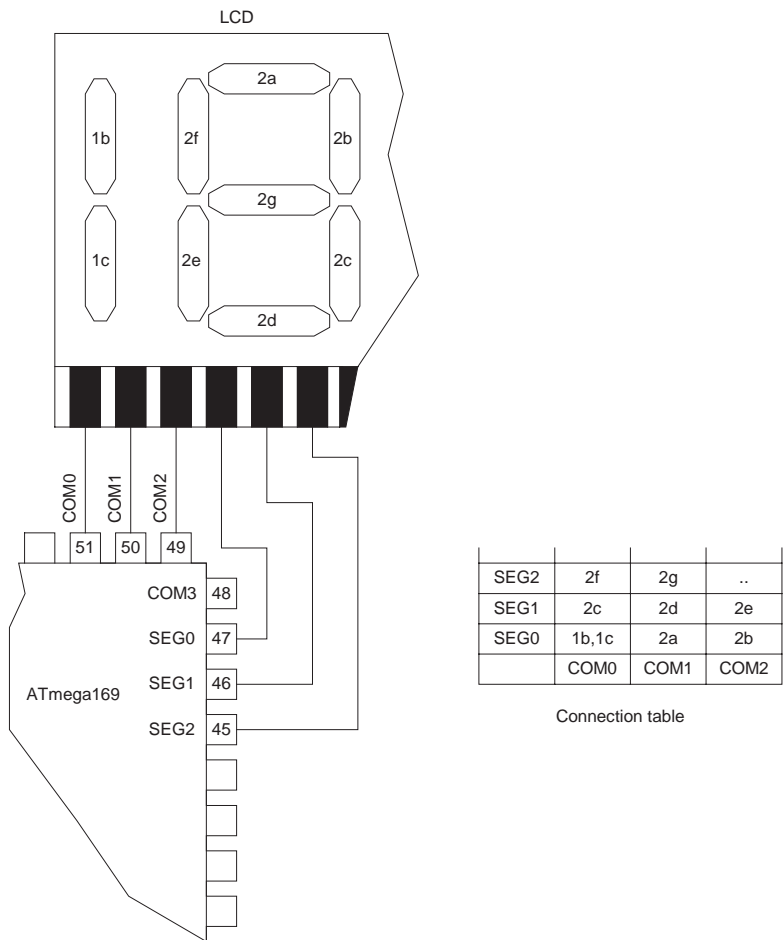 LCD
2a
1b 2f 2b
2g
1c 2e 2c
2d
COM0 COM1 COM2
51 50 49
COM3 48
SEG0 47
SEG1 46
ATmega169
SEG2 45
SEG2 2f 2g ..
SEG1 2c 2d 2e
SEG0 1b,1c 2a 2b
COM0 COM1 COM2
Connection table